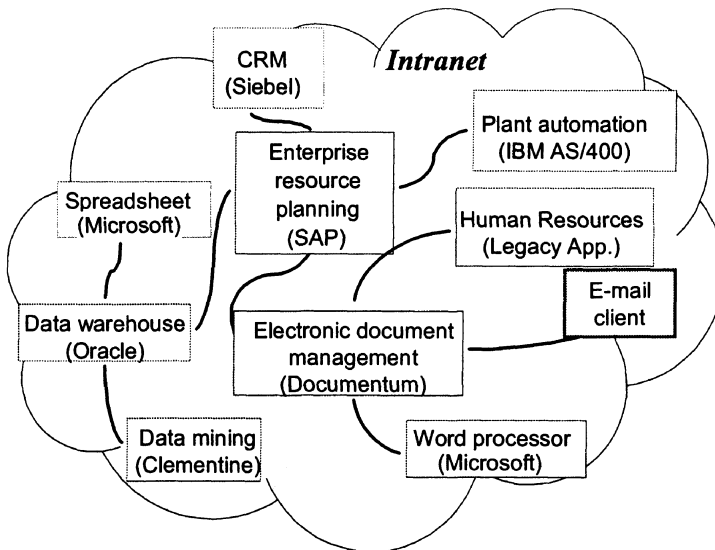 Intranet
CRM
(Siebel)
Plant automation
(IBM AS/400)
Enterprise
resource
planning
(SAP)
Spreadsheet
(Microsoft)
Human Resources
(Legacy App.)
E-mail
client
Data warehouse
(Oracle)
Electronic document
management
(Documentum)
Data mining
(Clementine)
Word processor
(Microsoft)